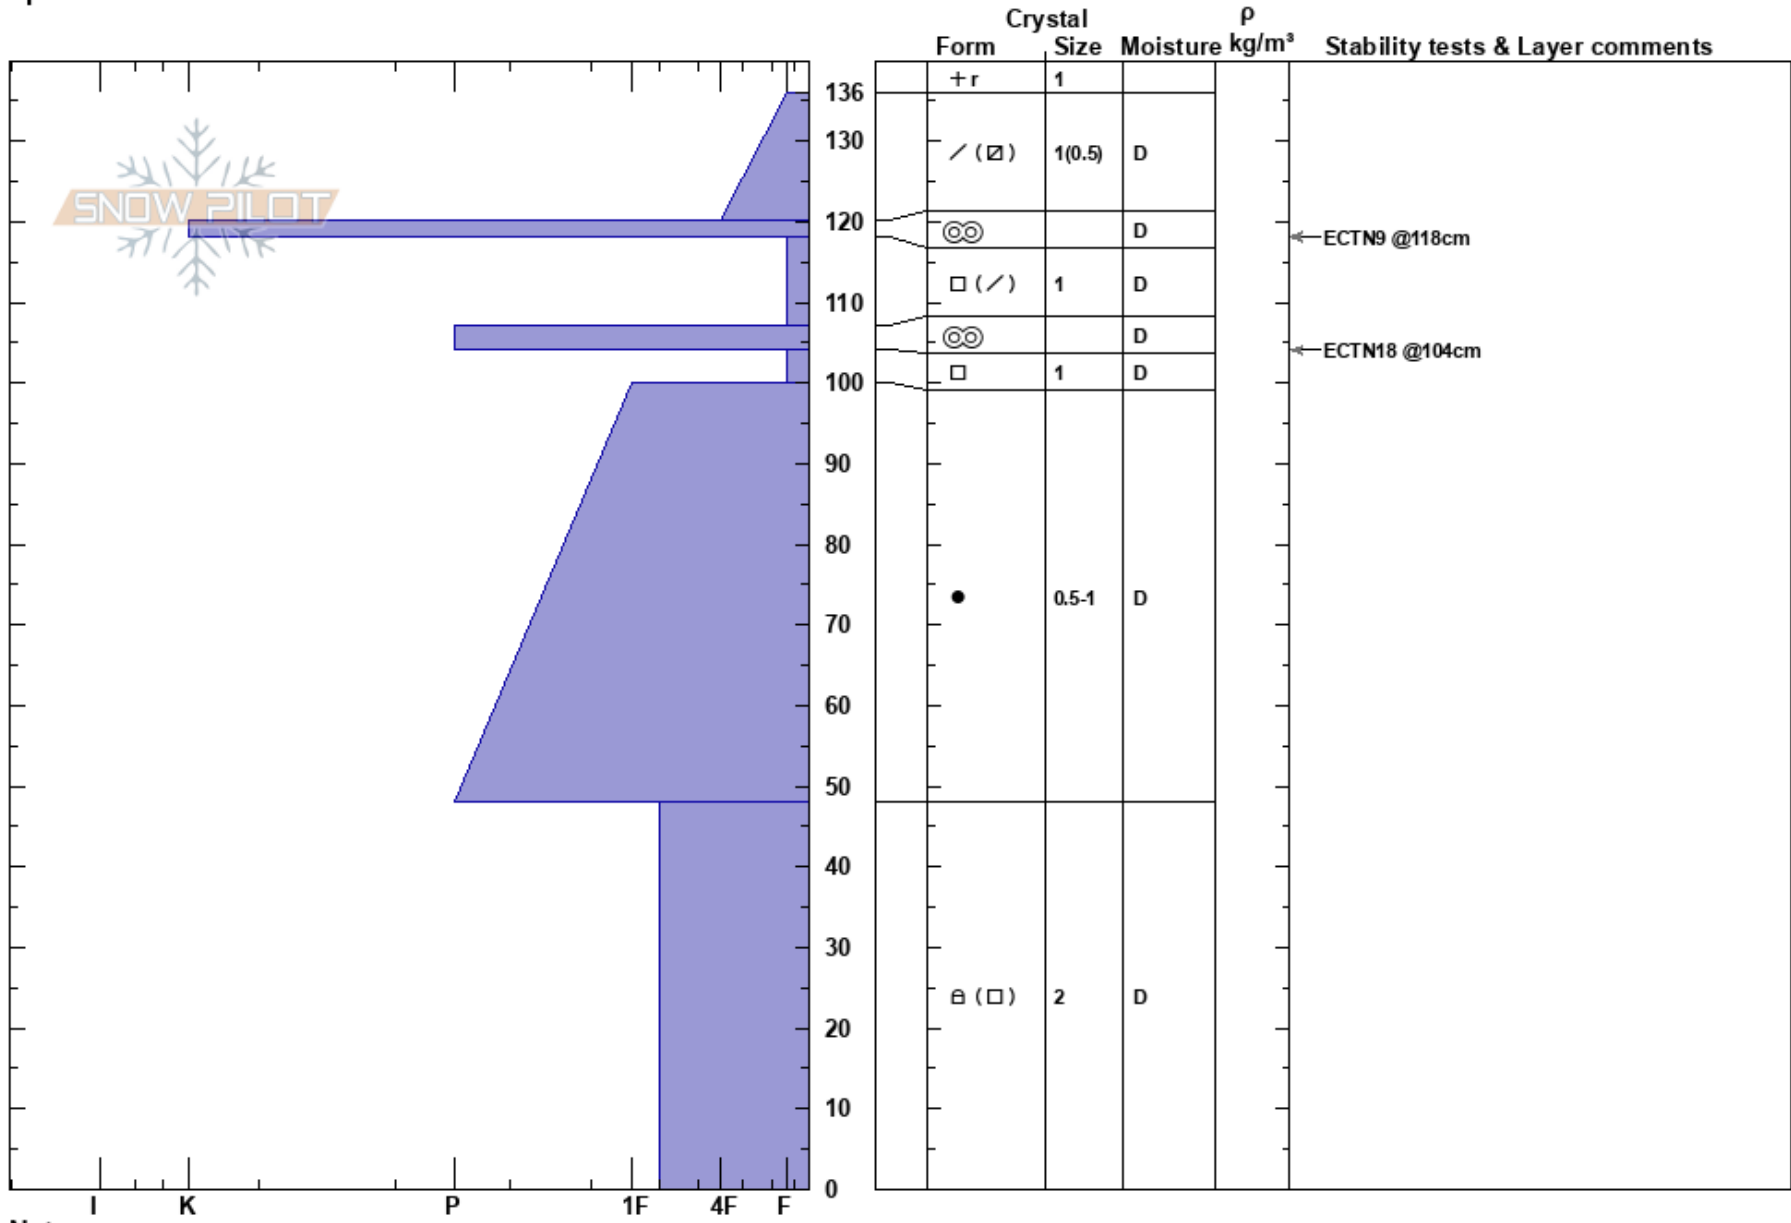 Crystal ρ
Form Size Moisture kg/m³ Stability tests & Layer comments
+ r 1
136
130
/ (⧄) 1(0.5) D
SNOW PILOT
120
D
ECTN9 @118cm
□ (/) 1 D
110
D
ECTN18 @104cm
□ 1 D
100
90
80
● 0.5-1 D
70
60
50
40
30
(□) 2 D
20
10
0
I K P 1F 4F F